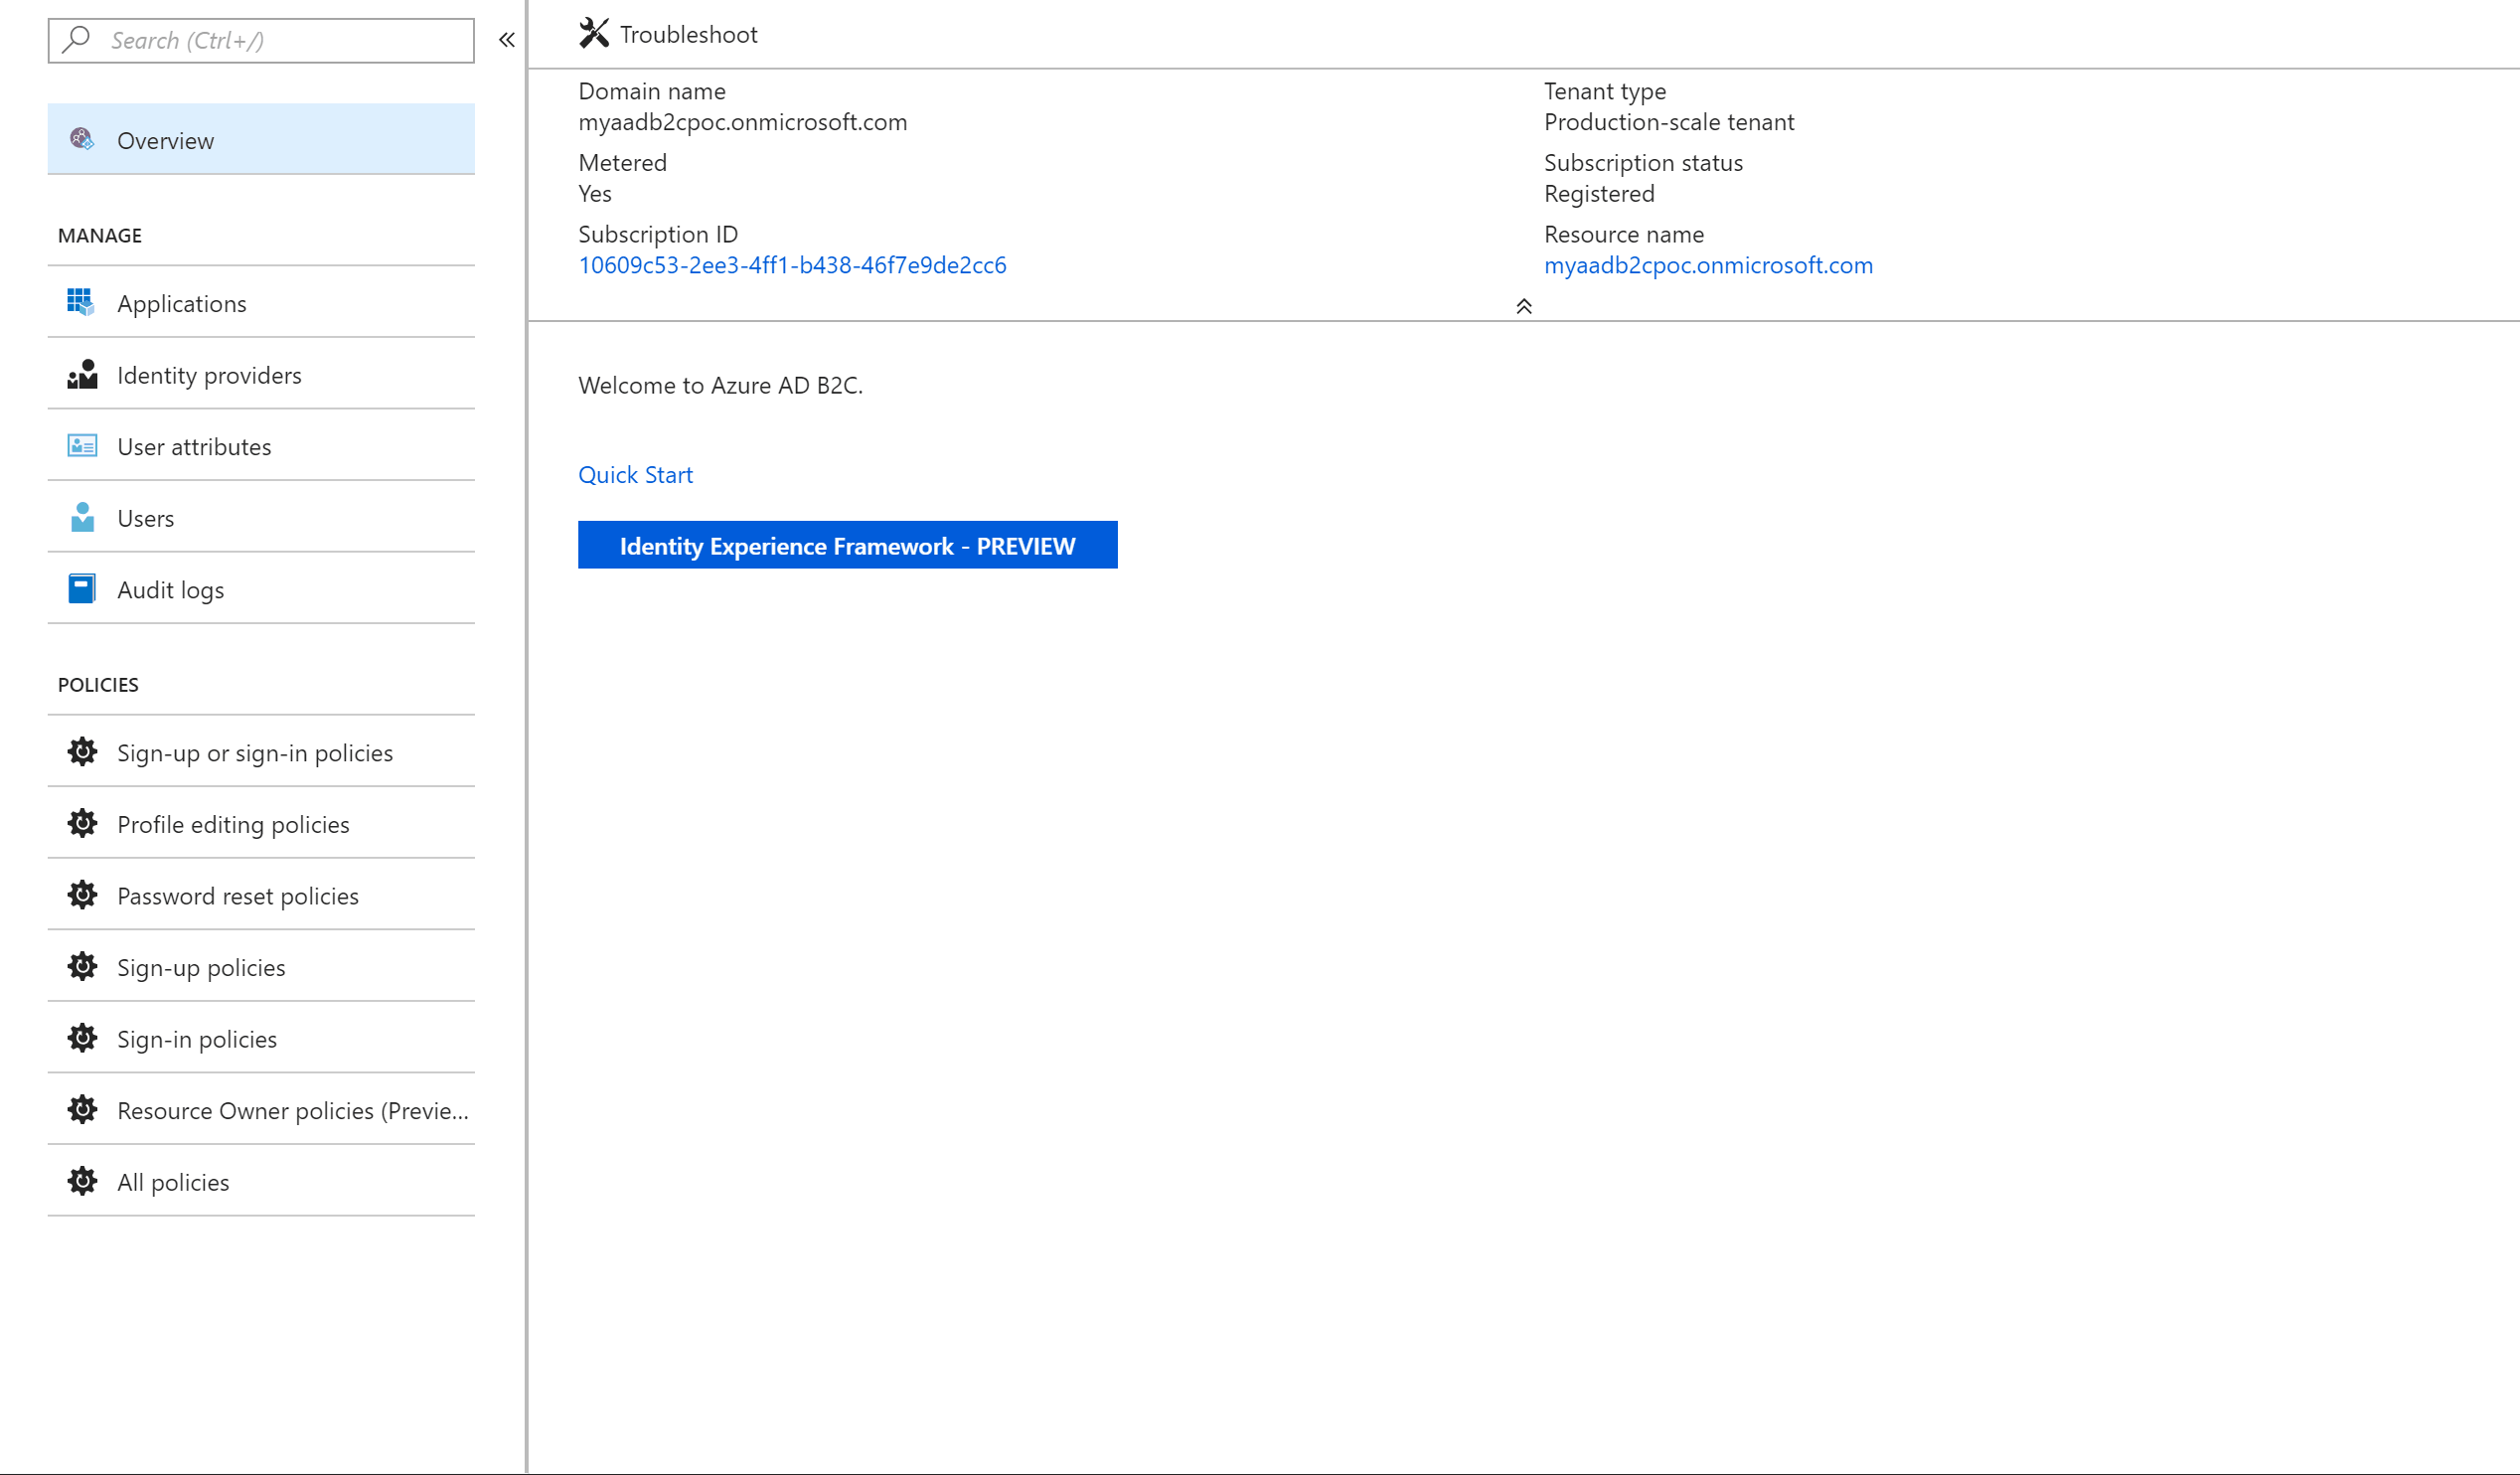 Search (Ctrl+/)
Overview
MANAGE
Applications
Identity providers
User attributes
Users
Audit logs
POLICIES
Sign-up or sign-in policies
Profile editing policies
Password reset policies
Sign-up policies
Sign-in policies
Resource Owner policies (Previe...
All policies
Troubleshoot
Domain name
myaadb2cpoc.onmicrosoft.com
Metered
Yes
Subscription ID
10609c53-2ee3-4ff1-b438-46f7e9de2cc6
Tenant type
Production-scale tenant
Subscription status
Registered
Resource name
myaadb2cpoc.onmicrosoft.com
Welcome to Azure AD B2C.
Quick Start
Identity Experience Framework - PREVIEW